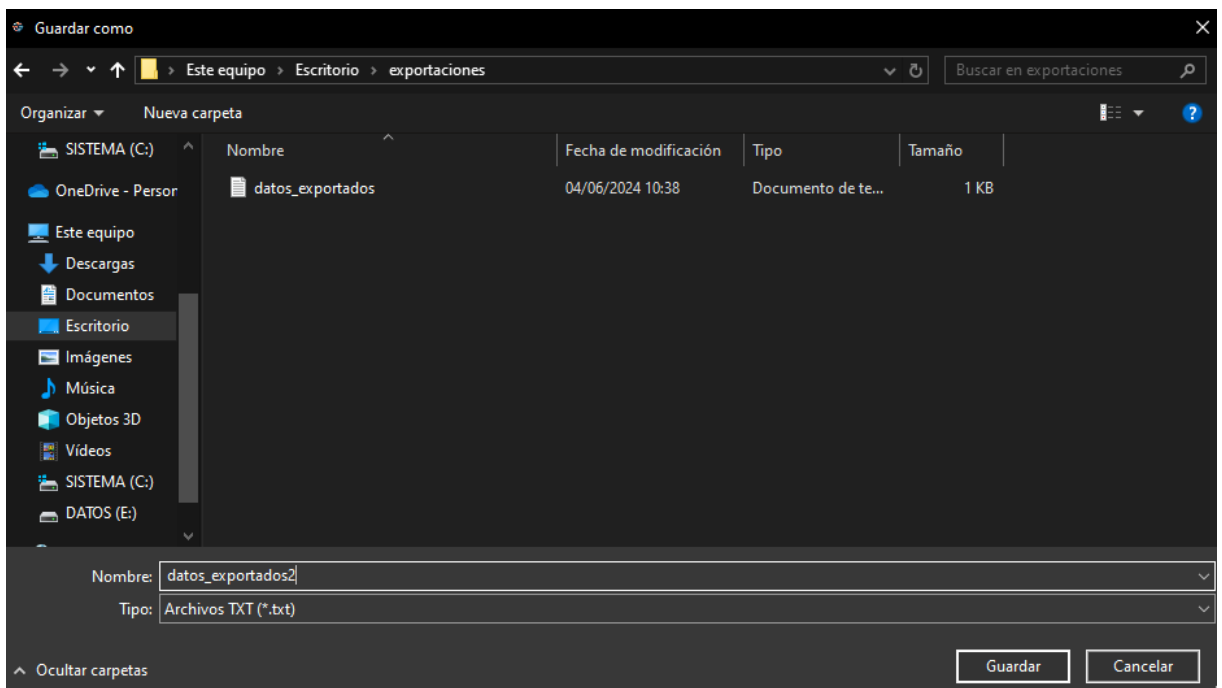 Guardar como
Este equipo > Escritorio > exportaciones
Buscar en exportaciones
Organizar
Nueva carpeta
SISTEMA (C:)
OneDrive - Person
Este equipo
Descargas
Documentos
Escritorio
Imágenes
Música
Objetos 3D
Vídeos
SISTEMA (C:)
DATOS (E:)
Nombre Fecha de modificación Tipo Tamaño
datos_exportados 04/06/2024 10:38 Documento de te... 1 KB
Nombre: datos_exportados2
Tipo: Archivos TXT (*.txt)
Ocultar carpetas
Guardar
Cancelar